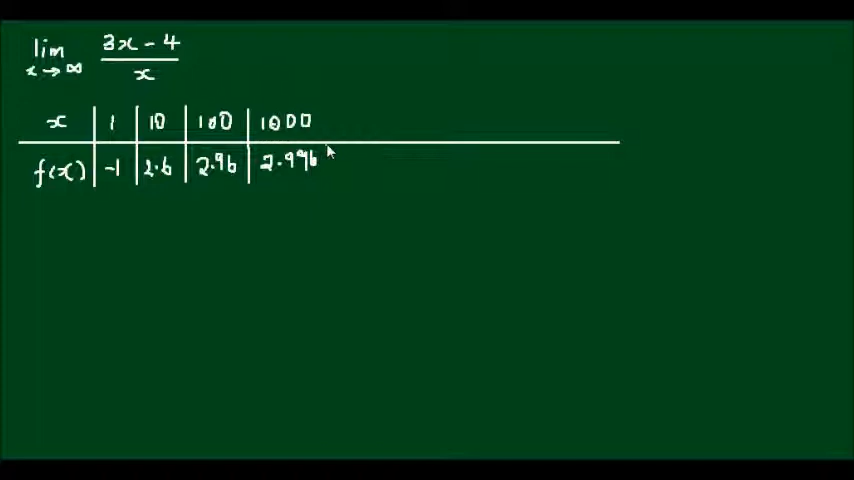 lim x→∞ 3x − 4 / x
x | 1 | 10 | 100 | 1000
f(x) | −1 | 2.6 | 2.96 | 2.996